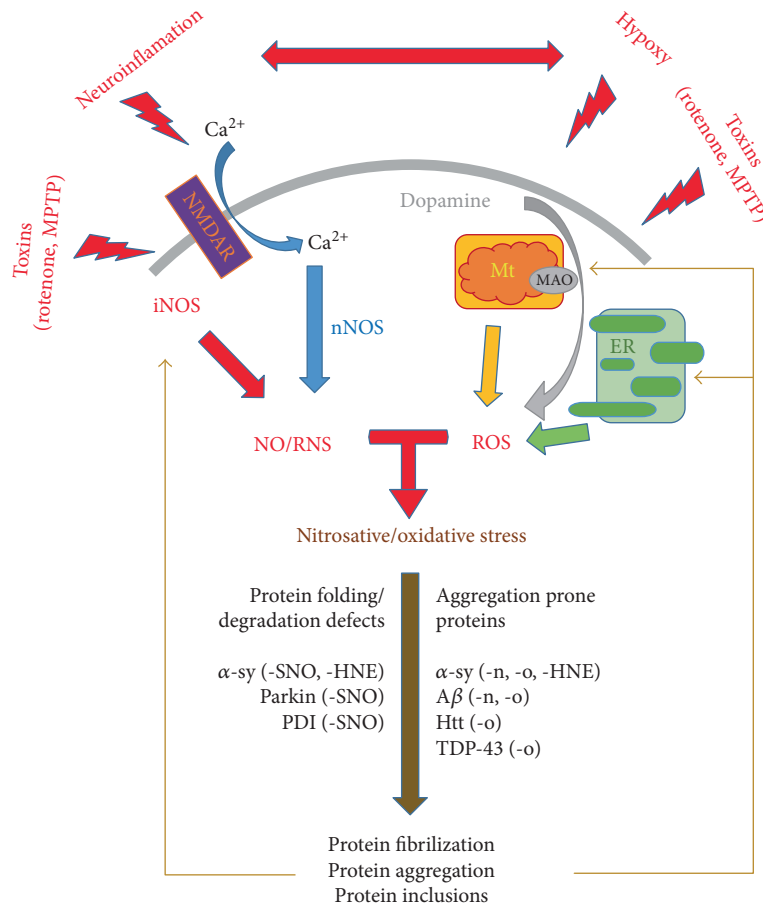 Neuroinflamation
Hypoxy
Toxins
(rotenone, MPTP)
Toxins
(rotenone, MPTP)
Ca²⁺
NMDAR
Ca²⁺
Dopamine
Mt
MAO
iNOS
nNOS
ER
NO/RNS
ROS
Nitrosative/oxidative stress
Protein folding/
degradation defects
α-sy (-SNO, -HNE)
Parkin (-SNO)
PDI (-SNO)
Aggregation prone
proteins
α-sy (-n, -o, -HNE)
Aβ (-n, -o)
Htt (-o)
TDP-43 (-o)
Protein fibrilization
Protein aggregation
Protein inclusions